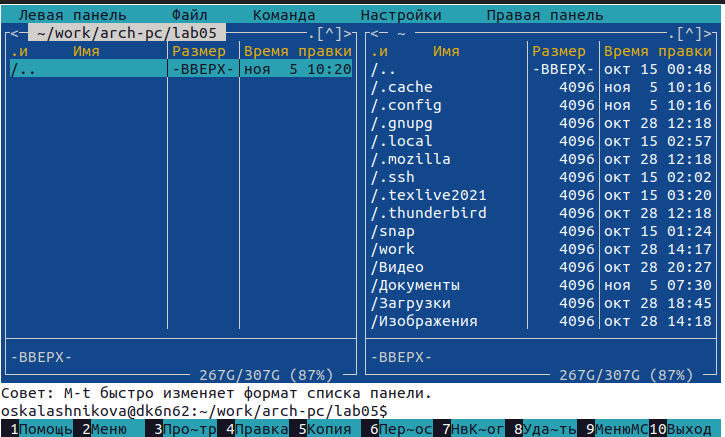 Левая панель Файл Команда Настройки Правая панель
<- ~/work/arch-pc/lab05 .[^]> <- ~ .[^]>
.и Имя Размер Время правки .и Имя Размер Время правки
/.. -ВВЕРХ- ноя 5 10:20 /.. -ВВЕРХ- окт 15 00:48
/.cache 4096 ноя 5 10:16
/.config 4096 ноя 5 10:16
/.gnupg 4096 окт 28 12:18
/.local 4096 окт 15 02:57
/.mozilla 4096 окт 28 12:18
/.ssh 4096 окт 15 02:02
/.texlive2021 4096 окт 15 03:20
/.thunderbird 4096 окт 28 12:18
/snap 4096 окт 15 01:24
/work 4096 окт 28 14:17
/Видео 4096 окт 28 20:27
/Документы 4096 ноя 5 07:30
/Загрузки 4096 окт 28 18:45
/Изображения 4096 окт 28 14:18
-ВВЕРХ- -ВВЕРХ-
267G/307G (87%) 267G/307G (87%)
Совет: M-t быстро изменяет формат списка панели.
oskalashnikova@dk6n62:~/work/arch-pc/lab05$
1Помощь 2Меню 3Про~тр 4Правка 5Копия 6Пер~ос 7НвК~ог 8Уда~ть 9МенюMC 10Выход